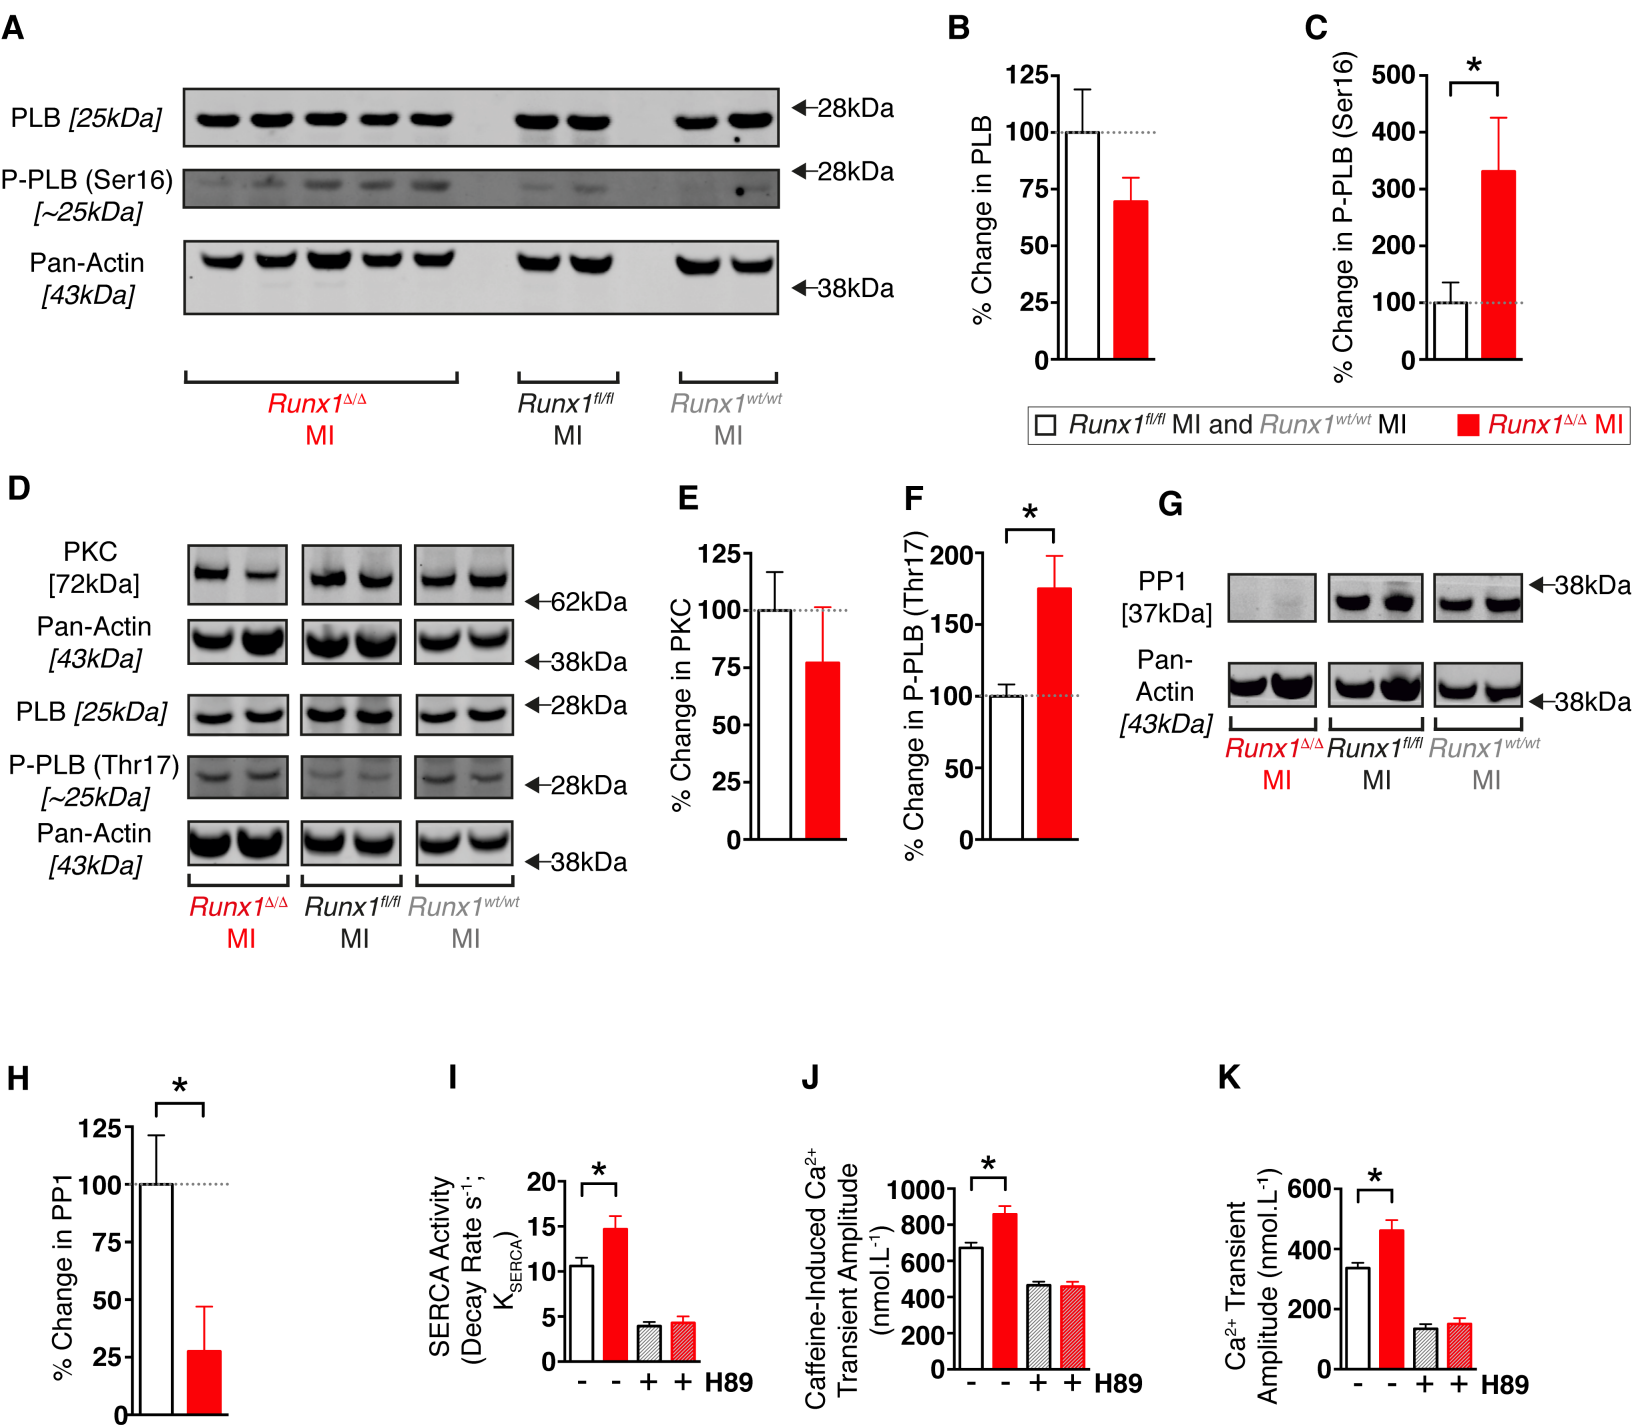 A
PLB [25kDa]
28kDa
P-PLB (Ser16)
[~25kDa]
28kDa
Pan-Actin
[43kDa]
38kDa
Runx1Δ/Δ
MI
Runx1fl/fl
MI
Runx1wt/wt
MI
B
% Change in PLB
125
100
75
50
25
0
C
% Change in P-PLB (Ser16)
500
400
300
200
100
0
*
Runx1fl/fl MI and Runx1wt/wt MI
Runx1Δ/Δ MI
D
PKC
[72kDa]
62kDa
Pan-Actin
[43kDa]
38kDa
PLB [25kDa]
28kDa
P-PLB (Thr17)
[~25kDa]
28kDa
Pan-Actin
[43kDa]
38kDa
Runx1Δ/Δ
MI
Runx1fl/fl
MI
Runx1wt/wt
MI
E
% Change in PKC
125
100
75
50
25
0
F
% Change in P-PLB (Thr17)
200
150
100
50
0
*
G
PP1
[37kDa]
38kDa
Pan-
Actin
[43kDa]
38kDa
Runx1Δ/Δ
MI
Runx1fl/fl
MI
Runx1wt/wt
MI
H
% Change in PP1
125
100
75
50
25
0
*
I
SERCA Activity
(Decay Rate s-1;
KSERCA)
20
15
10
5
0
*
- - + + H89
J
Caffeine-Induced Ca2+
Transient Amplitude
(nmol.L-1)
1000
800
600
400
200
0
*
- - + + H89
K
Ca2+ Transient
Amplitude (nmol.L-1)
600
400
200
0
*
- - + + H89